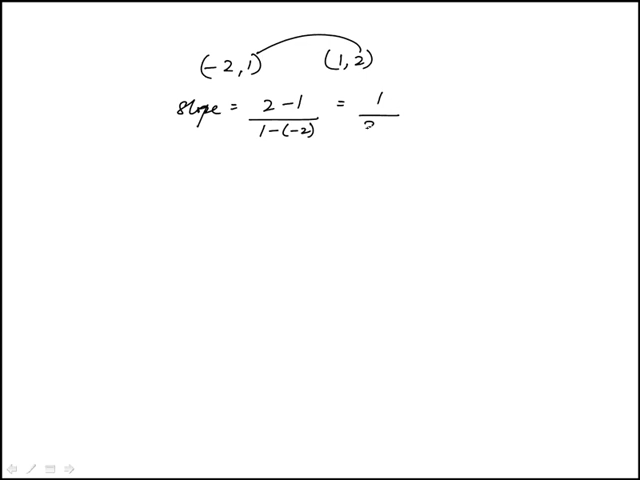 (-2,1) (1,2)
slope = 2-1 / 1-(-2) = 1 /